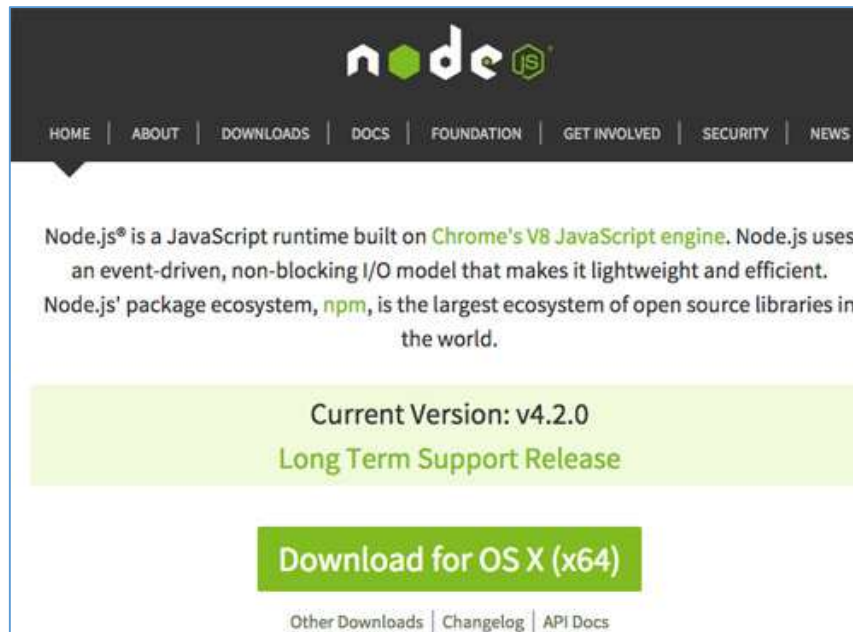 node JS
HOME | ABOUT | DOWNLOADS | DOCS | FOUNDATION | GET INVOLVED | SECURITY | NEWS
Node.js® is a JavaScript runtime built on Chrome's V8 JavaScript engine. Node.js uses
an event-driven, non-blocking I/O model that makes it lightweight and efficient.
Node.js' package ecosystem, npm, is the largest ecosystem of open source libraries in
the world.
Current Version: v4.2.0
Long Term Support Release
Download for OS X (x64)
Other Downloads | Changelog | API Docs